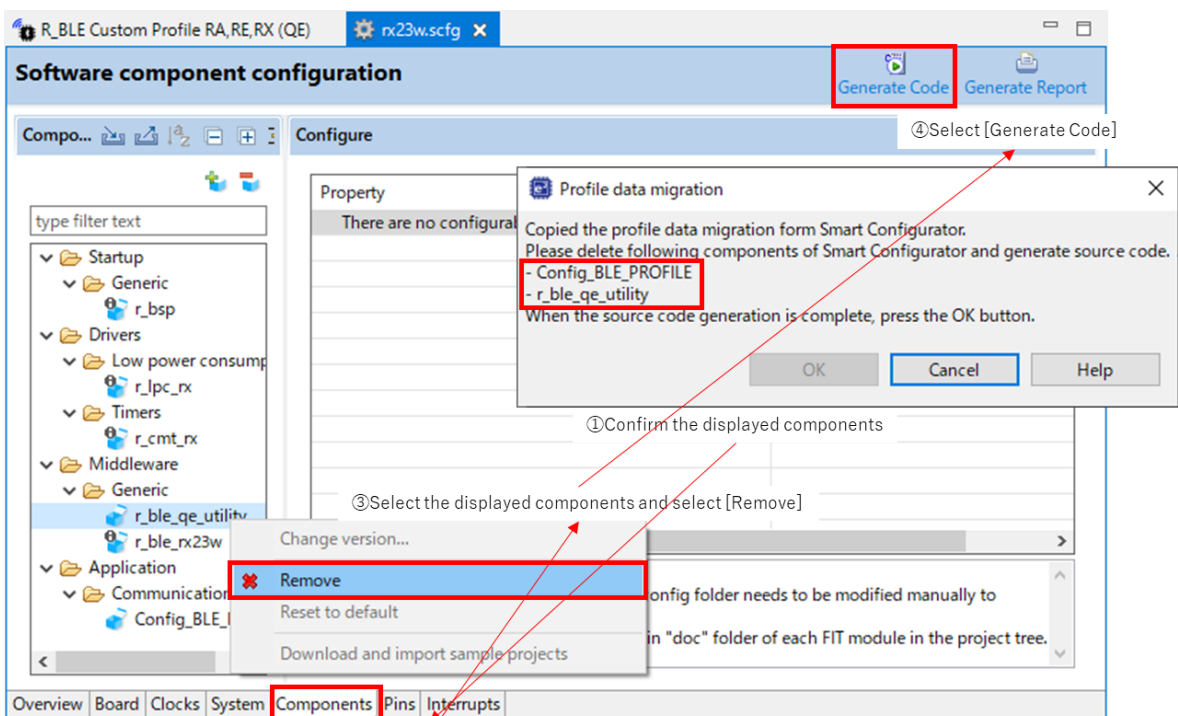 R_BLE Custom Profile RA,RE,RX (QE)
rx23w.scfg
Software component configuration
Generate Code
Generate Report
④Select [Generate Code]
Compo...
Configure
type filter text
Startup
Generic
r_bsp
Drivers
Low power consump
r_lpc_rx
Timers
r_cmt_rx
Middleware
Generic
r_ble_qe_utility
r_ble_rx23w
Application
Communication
Config_BLE_
Property
There are no configural
Profile data migration
Copied the profile data migration form Smart Configurator.
Please delete following components of Smart Configurator and generate source code.
- Config_BLE_PROFILE
- r_ble_qe_utility
When the source code generation is complete, press the OK button.
OK
Cancel
Help
①Confirm the displayed components
③Select the displayed components and select [Remove]
Change version...
Remove
Reset to default
Download and import sample projects
onfig folder needs to be modified manually to
in "doc" folder of each FIT module in the project tree.
Overview
Board
Clocks
System
Components
Pins
Interrupts